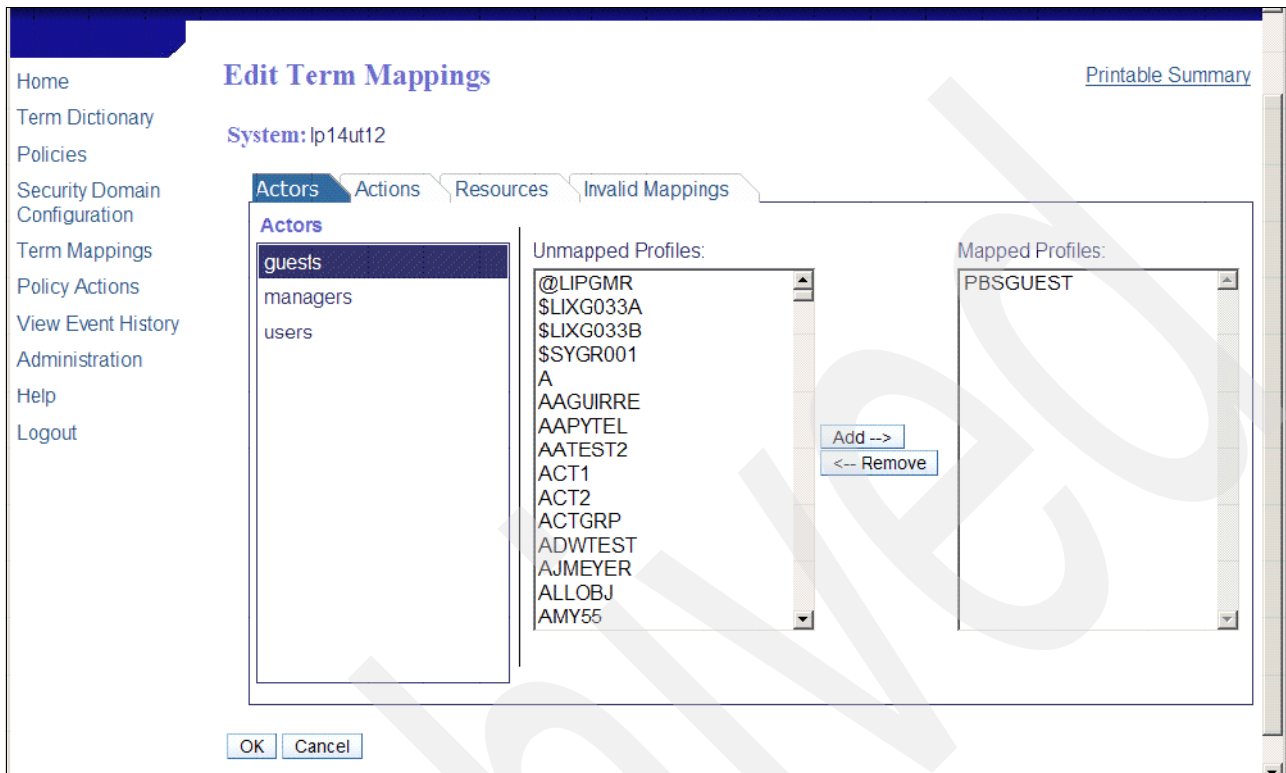 Home
Term Dictionary
Policies
Security Domain
Configuration
Term Mappings
Policy Actions
View Event History
Administration
Help
Logout
Edit Term Mappings
Printable Summary
System: lp14ut12
Actors
Actions
Resources
Invalid Mappings
Actors
guests
managers
users
Unmapped Profiles:
@LIPGMR
$LIXG033A
$LIXG033B
$SYGR001
A
AAGUIRRE
AAPYTEL
AATEST2
ACT1
ACT2
ACTGRP
ADWTEST
AJMEYER
ALLOBJ
AMY55
Add -->
<-- Remove
Mapped Profiles:
PBSGUEST
OK
Cancel
hived